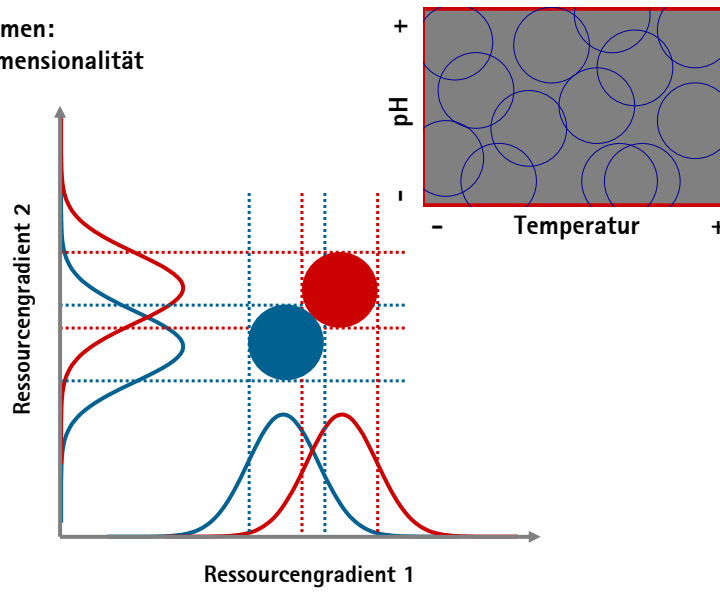 men:
mensionalität
+
pH
-
- Temperatur +
Ressourcengradient 2
Ressourcengradient 1